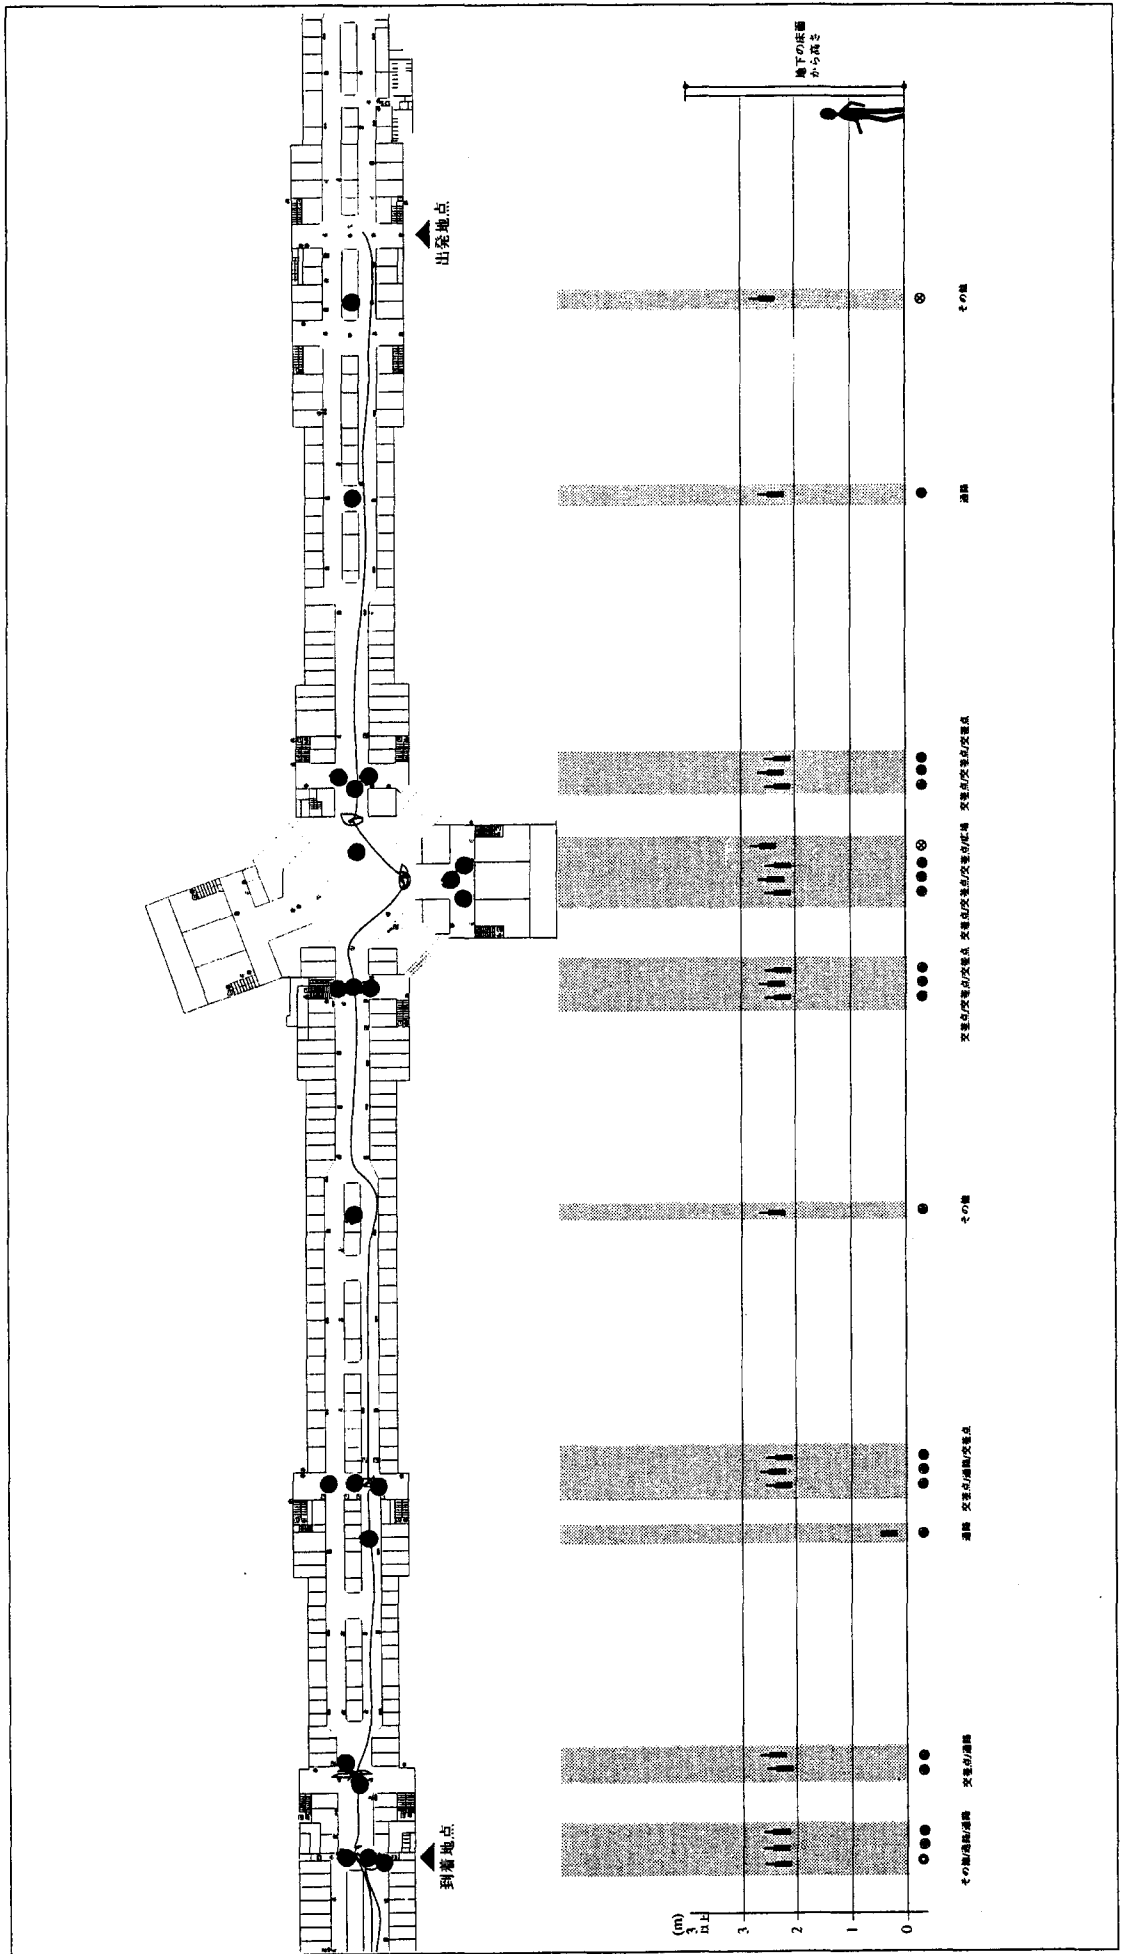 地下の床面
から高さ
出発地点
その他
通路
交差点/交差点/交差点
交差点/交差点/交差点/広場
交差点/交差点/交差点
その他
交差点/通路/交差点
通路
交差点/通路
その他/通路/通路
到着地点
(m)
3
以上
3
2
1
0